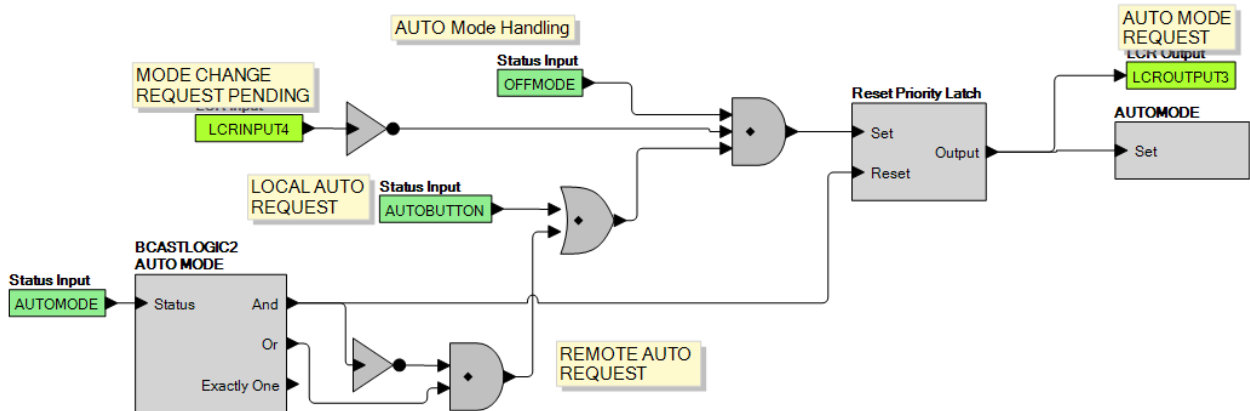 AUTO Mode Handling
AUTO MODE
REQUEST
Status Input
OFFMODE
LCR Output
LCROUTPUT3
MODE CHANGE
REQUEST PENDING
LCR Input
LCRINPUT4
Reset Priority Latch
Set
Output
Reset
AUTOMODE
Set
LOCAL AUTO
REQUEST
Status Input
AUTOBUTTON
BCASTLOGIC2
AUTO MODE
Status Input
AUTOMODE
Status
And
Or
Exactly One
REMOTE AUTO
REQUEST